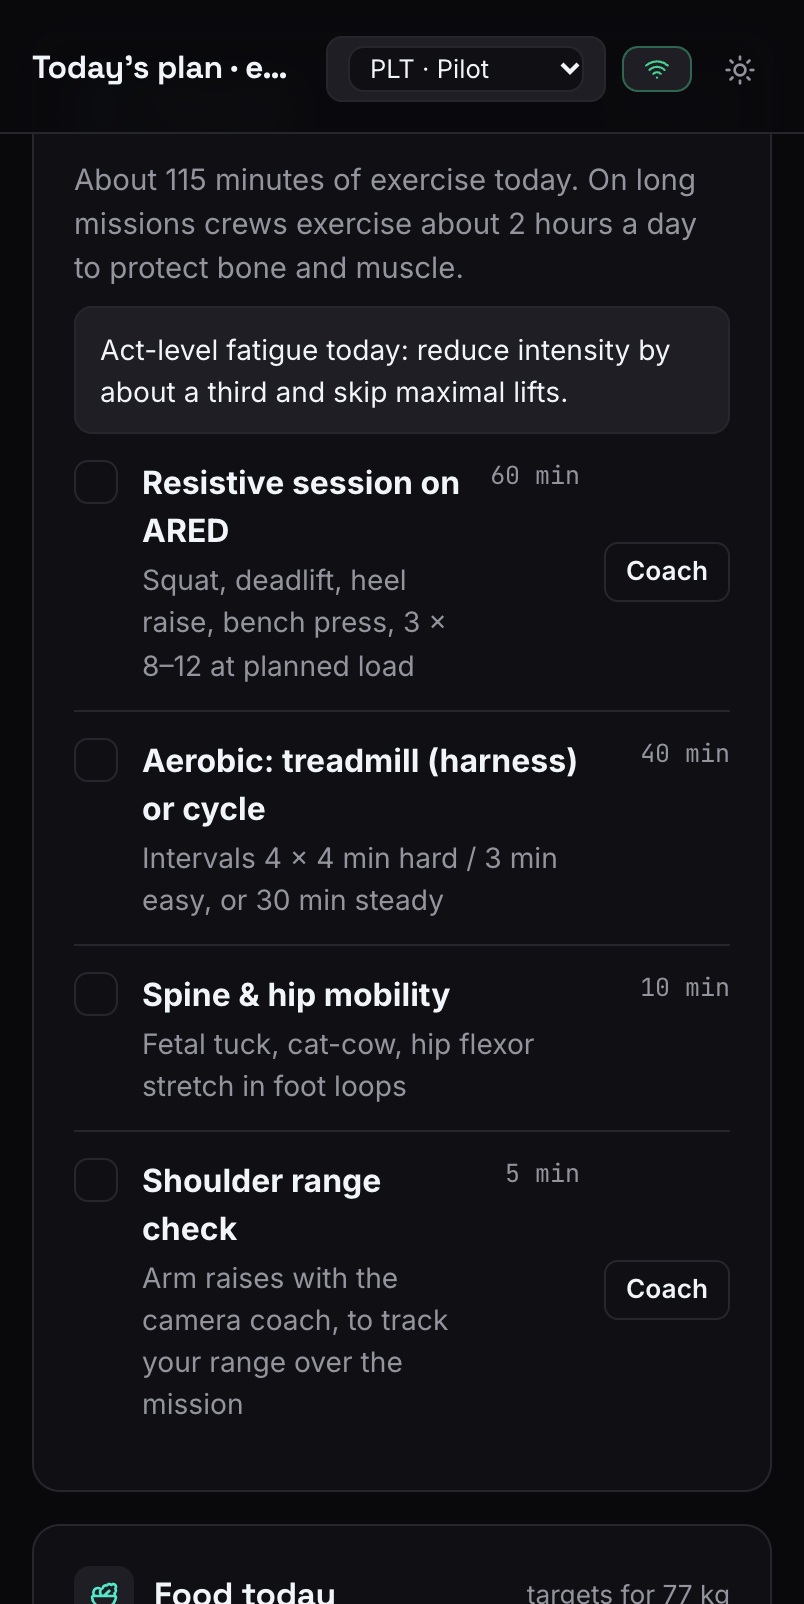 Today's plan · e...
PLT · Pilot
About 115 minutes of exercise today. On long
missions crews exercise about 2 hours a day
to protect bone and muscle.
Act-level fatigue today: reduce intensity by
about a third and skip maximal lifts.
Resistive session on
ARED
60 min
Squat, deadlift, heel
raise, bench press, 3 ×
8–12 at planned load
Coach
Aerobic: treadmill (harness)
or cycle
40 min
Intervals 4 × 4 min hard / 3 min
easy, or 30 min steady
Spine & hip mobility
10 min
Fetal tuck, cat-cow, hip flexor
stretch in foot loops
Shoulder range
check
5 min
Arm raises with the
camera coach, to track
your range over the
mission
Coach
Food today
targets for 77 kg